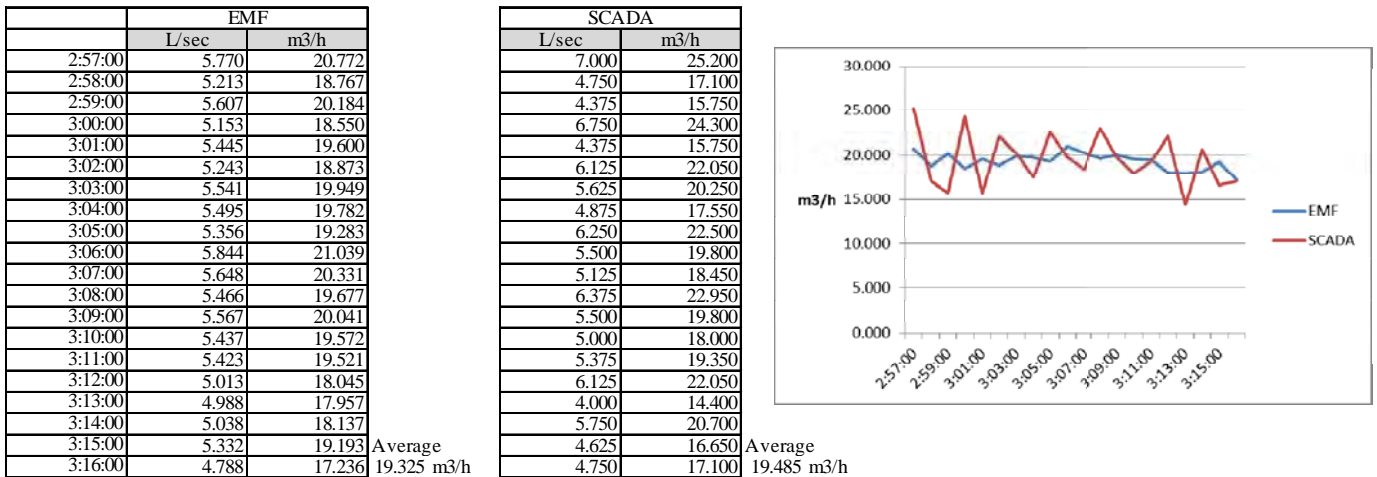 EMF SCADA
L/sec m3/h L/sec m3/h
2:57:00 5.770 20.772 7.000 25.200
2:58:00 5.213 18.767 4.750 17.100
2:59:00 5.607 20.184 4.375 15.750
3:00:00 5.153 18.550 6.750 24.300
3:01:00 5.445 19.600 4.375 15.750
3:02:00 5.243 18.873 6.125 22.050
3:03:00 5.541 19.949 5.625 20.250
3:04:00 5.495 19.782 4.875 17.550
3:05:00 5.356 19.283 6.250 22.500
3:06:00 5.844 21.039 5.500 19.800
3:07:00 5.648 20.331 5.125 18.450
3:08:00 5.466 19.677 6.375 22.950
3:09:00 5.567 20.041 5.500 19.800
3:10:00 5.437 19.572 5.000 18.000
3:11:00 5.423 19.521 5.375 19.350
3:12:00 5.013 18.045 6.125 22.050
3:13:00 4.988 17.957 4.000 14.400
3:14:00 5.038 18.137 5.750 20.700
3:15:00 5.332 19.193 Average 4.625 16.650 Average
3:16:00 4.788 17.236 19.325 m3/h 4.750 17.100 19.485 m3/h
30.000
25.000
20.000
m3/h 15.000
10.000
5.000
0.000
2:57:00 2:59:00 3:01:00 3:03:00 3:05:00 3:07:00 3:09:00 3:11:00 3:13:00 3:15:00
EMF
SCADA